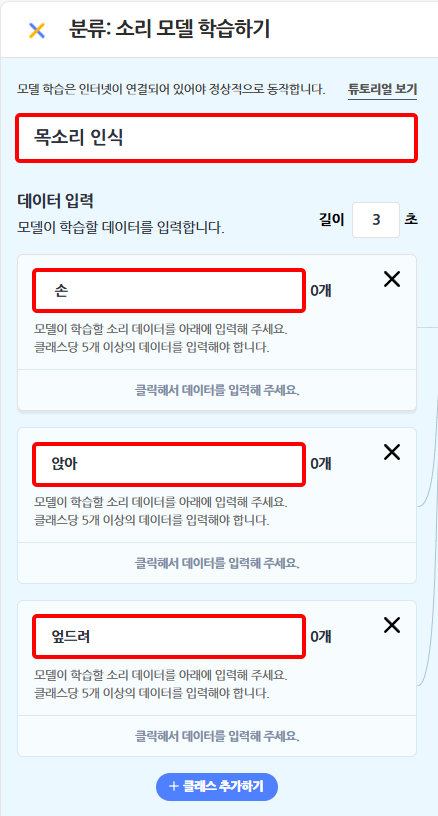 분류: 소리 모델 학습하기
모델 학습은 인터넷이 연결되어 있어야 정상적으로 동작합니다. 튜토리얼 보기
목소리 인식
데이터 입력
모델이 학습할 데이터를 입력합니다.
길이 3 초
손 0개
모델이 학습할 소리 데이터를 아래에 입력해 주세요.
클래스당 5개 이상의 데이터를 입력해야 합니다.
클릭해서 데이터를 입력해 주세요.
앉아 0개
모델이 학습할 소리 데이터를 아래에 입력해 주세요.
클래스당 5개 이상의 데이터를 입력해야 합니다.
클릭해서 데이터를 입력해 주세요.
엎드려 0개
모델이 학습할 소리 데이터를 아래에 입력해 주세요.
클래스당 5개 이상의 데이터를 입력해야 합니다.
클릭해서 데이터를 입력해 주세요.
+ 클래스 추가하기